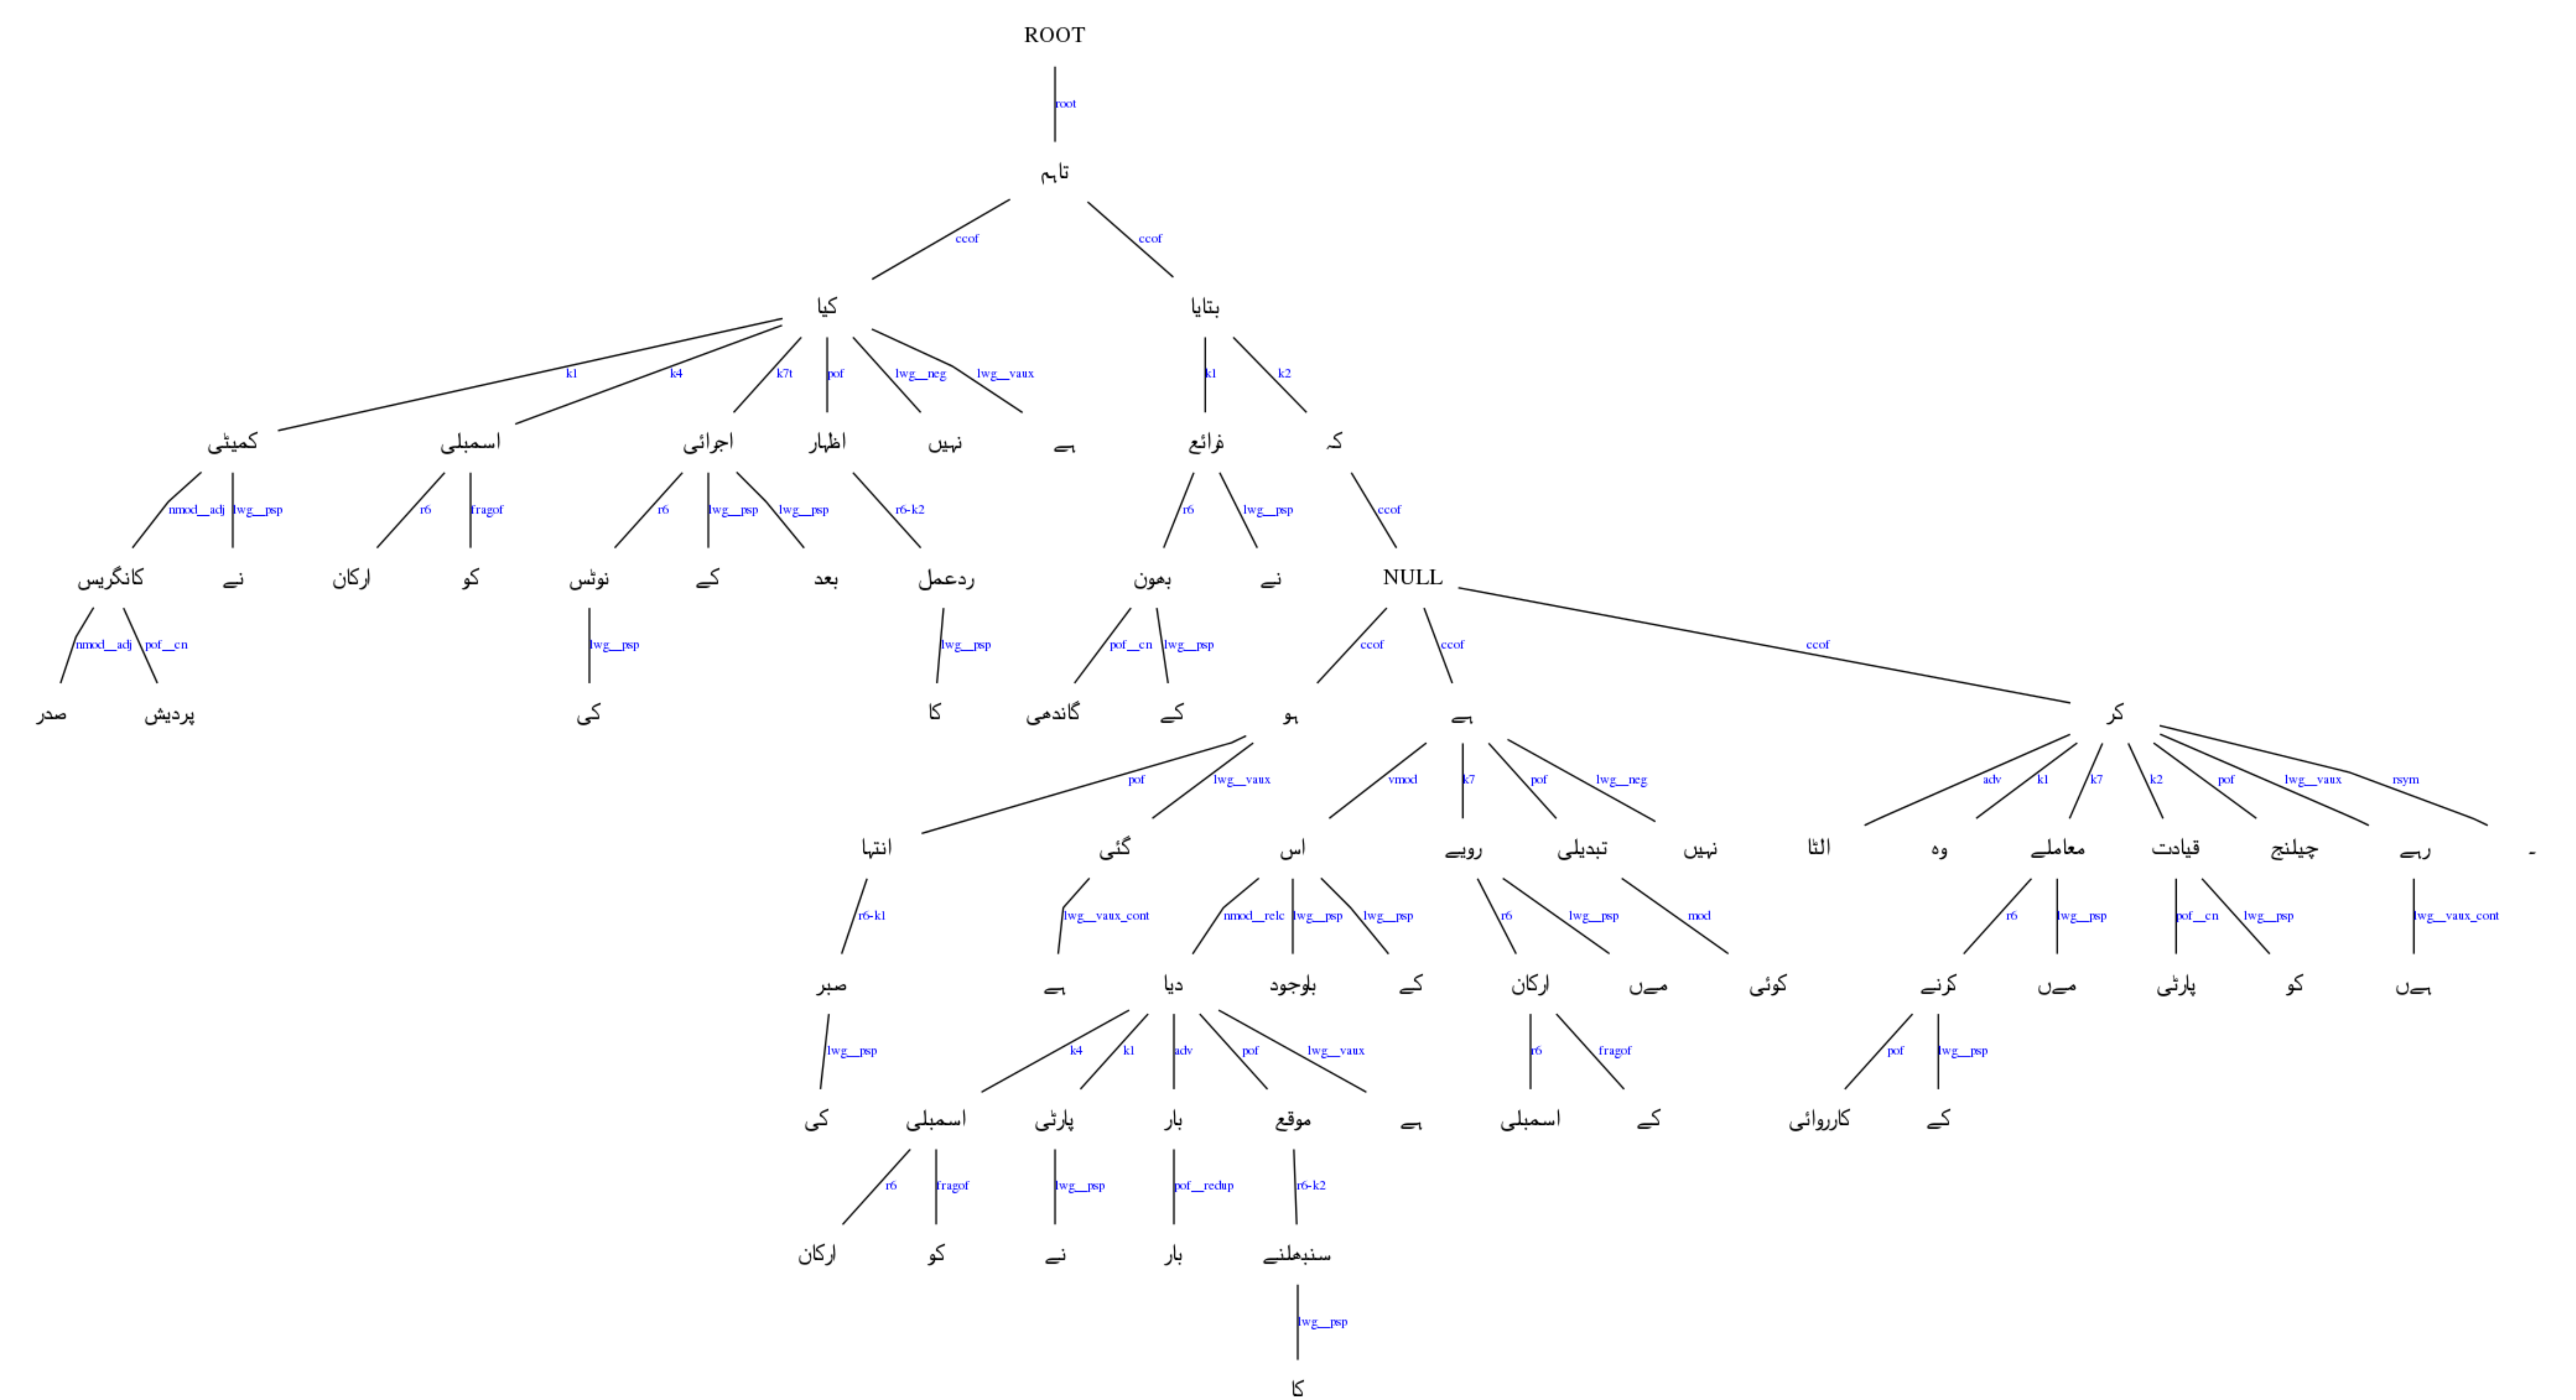 ROOT
root
تاہم
ccof ccof
کیا بتایا
k1 k4 k7t pof lwg__neg lwg__vaux k1 k2
کمیٹی اسمبلی اجرائی اظہار نہیں ہے ذرائع کہ
nmod__adj lwg__psp r6 fragof r6 lwg__psp lwg__psp r6-k2 r6 lwg__psp ccof
کانگریس نے ارکان کو نوٹس کے بعد ردعمل بھون نے NULL
nmod__adj pof__cn lwg__psp lwg__psp pof__cn lwg__psp ccof ccof ccof
صدر پردیش کی کا گاندھی کے ہو ہے کر
pof lwg__vaux vmod k7 pof lwg__neg adv k1 k7 k2 pof lwg__vaux rsym
انتہا گئی اس رویے تبدیلی نہیں الٹا وہ معاملے قیادت چیلنج رہے ۔
r6-k1 lwg__vaux_cont nmod__relc lwg__psp lwg__psp r6 lwg__psp mod r6 lwg__psp pof__cn lwg__psp lwg__vaux_cont
صبر ہے دیا باوجود کے ارکان مےں کوئی کرنے مےں پارٹی کو ہےں
lwg__psp k4 k1 adv pof lwg__vaux r6 fragof pof lwg__psp
کی اسمبلی پارٹی بار موقع ہے اسمبلی کے کارروائی کے
r6 fragof lwg__psp pof__redup r6-k2
ارکان کو نے بار سنبھلنے
lwg__psp
کا